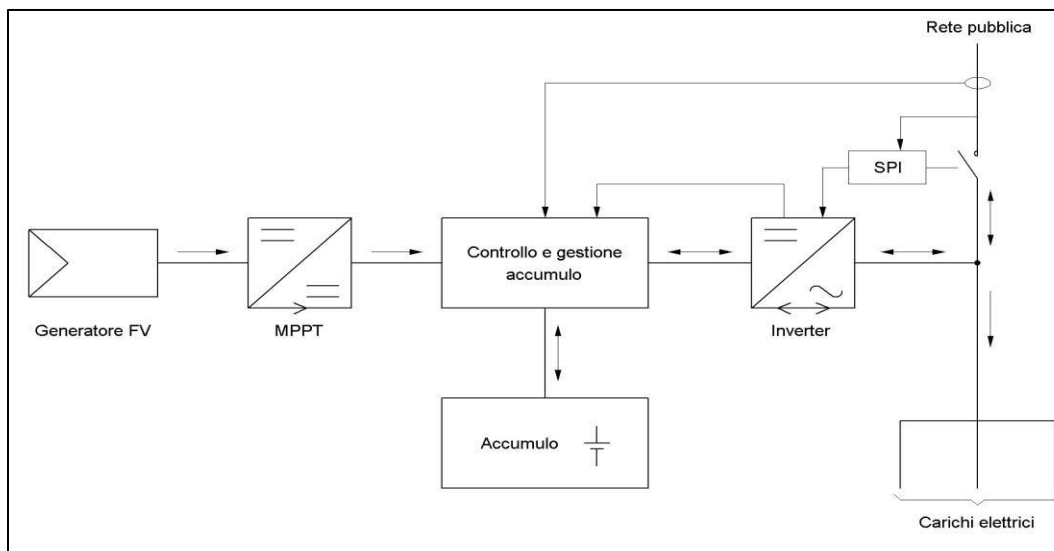 Rete pubblica
SPI
Controllo e gestione
accumulo
Generatore FV
MPPT
Inverter
Accumulo
Carichi elettrici